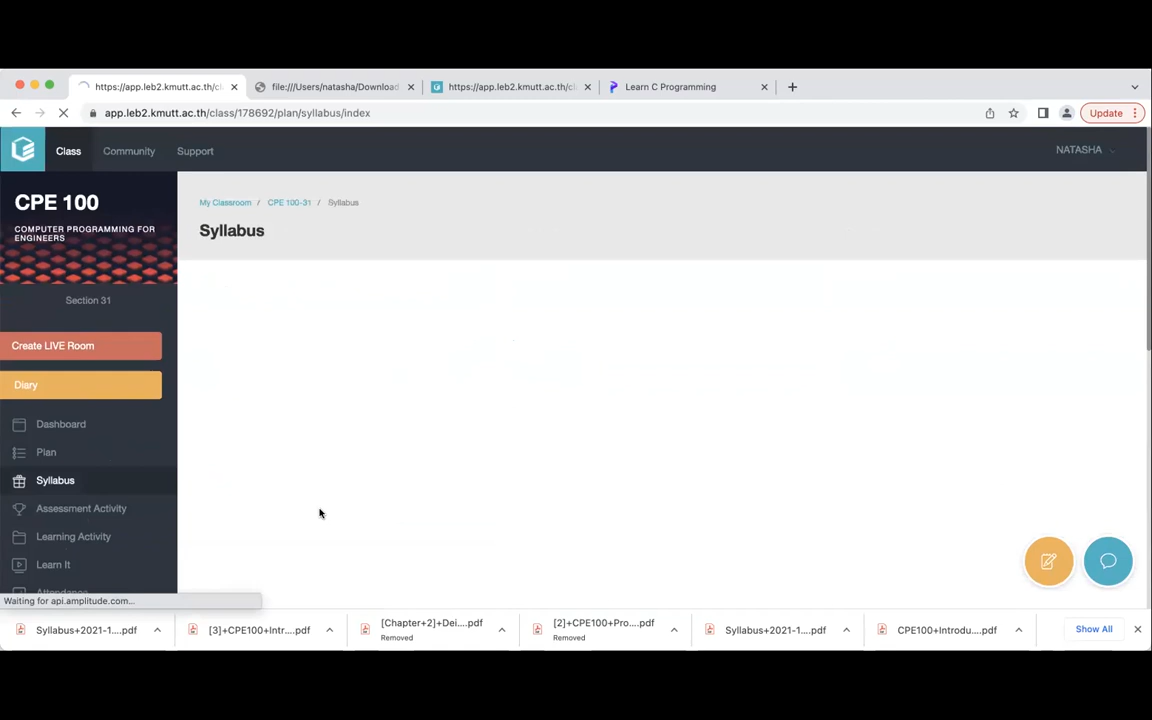 https://app.leb2.kmutt.ac.th/cl
file:///Users/natasha/Download
https://app.leb2.kmutt.ac.th/cl
Learn C Programming
app.leb2.kmutt.ac.th/class/178692/plan/syllabus/index
Update
Class
Community
Support
NATASHA
CPE 100
COMPUTER PROGRAMMING FOR
ENGINEERS
My Classroom / CPE 100-31 / Syllabus
Syllabus
Section 31
Create LIVE Room
Diary
Dashboard
Plan
Syllabus
Assessment Activity
Learning Activity
Learn It
Attendance
Waiting for api.amplitude.com...
Syllabus+2021-1....pdf
[3]+CPE100+Intr....pdf
[Chapter+2]+Dei....pdf
Removed
[2]+CPE100+Pro....pdf
Removed
Syllabus+2021-1....pdf
CPE100+Introdu....pdf
Show All